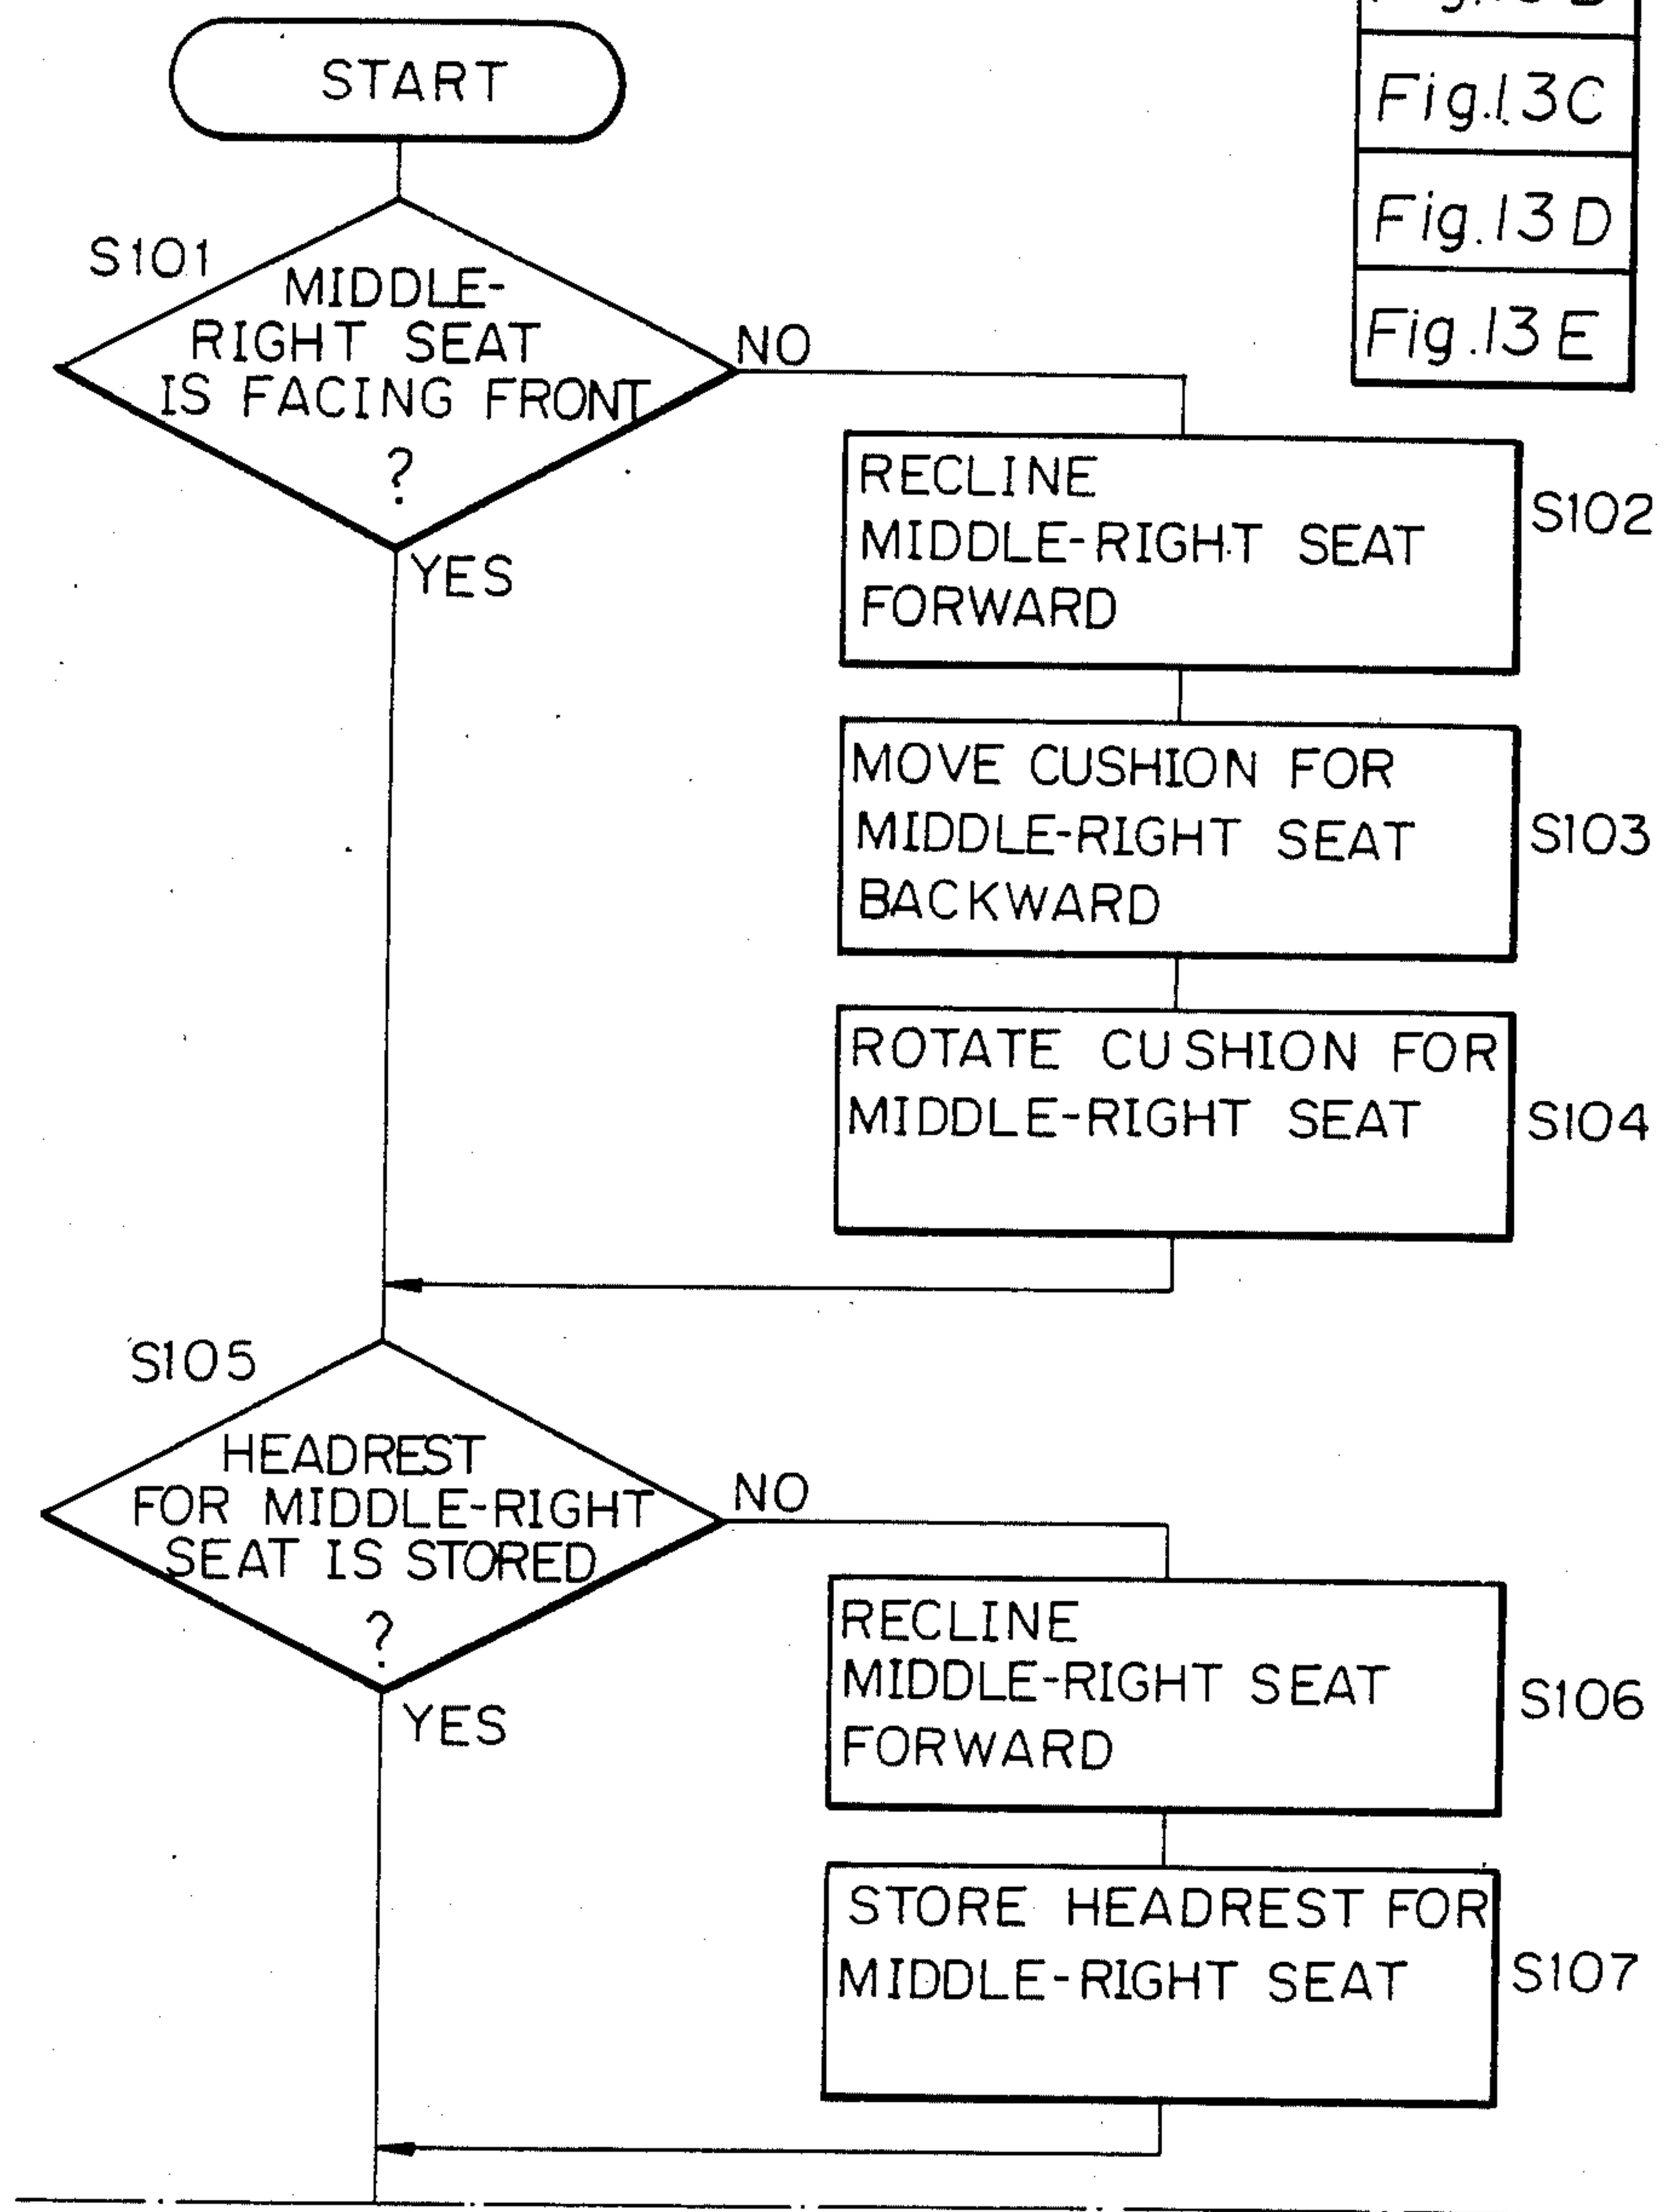 START
Fig.13C
Fig.13D
Fig.13E
S101
MIDDLE-
RIGHT SEAT
IS FACING FRONT
?
NO
YES
RECLINE
MIDDLE-RIGHT SEAT
FORWARD
S102
MOVE CUSHION FOR
MIDDLE-RIGHT SEAT
BACKWARD
S103
ROTATE CUSHION FOR
MIDDLE-RIGHT SEAT
S104
S105
HEADREST
FOR MIDDLE-RIGHT
SEAT IS STORED
?
NO
YES
RECLINE
MIDDLE-RIGHT SEAT
FORWARD
S106
STORE HEADREST FOR
MIDDLE-RIGHT SEAT
S107